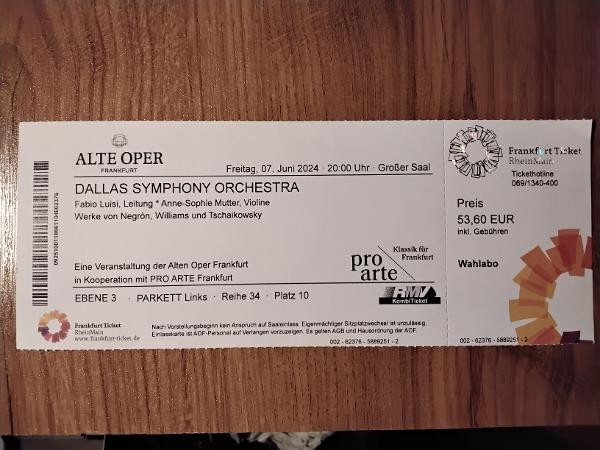 ALTE OPER
FRANKFURT
Freitag, 07. Juni 2024 - 20:00 Uhr - Großer Saal
DALLAS SYMPHONY ORCHESTRA
Fabio Luisi, Leitung * Anne-Sophie Mutter, Violine
Werke von Negrón, Williams und Tschaikowsky
Eine Veranstaltung der Alten Oper Frankfurt
in Kooperation mit PRO ARTE Frankfurt
pro arte
Klassik für
Frankfurt
EBENE 3 · PARKETT Links · Reihe 34 · Platz 10
RMV
KombiTicket
Frankfurt Ticket
RheinMain
www.frankfurt-ticket.de
Nach Vorstellungsbeginn kein Anspruch auf Saaleinlass. Eigenmächtiger Sitzplatzwechsel ist unzulässig.
Einlasskarte ist AOF-Personal auf Verlangen vorzuzeigen. Es gelten AGB und Hausordnung der AOF.
002 - 62376 - 5889251 - 2
Frankfurt Ticket
RheinMain
Tickethotline
069/1340-400
Preis
53,60 EUR
inkl. Gebühren
Wahlabo
002 - 62376 - 5889251 - 2